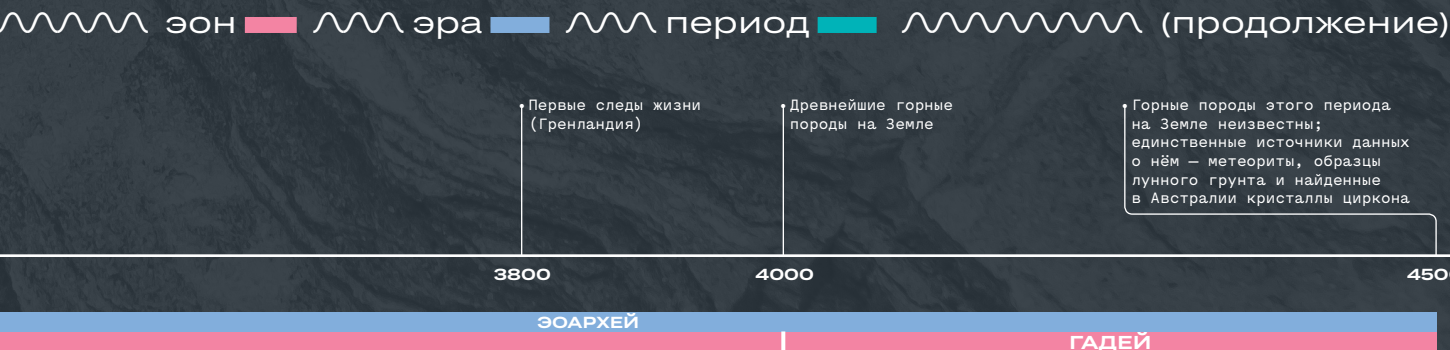 эон эра период (продолжение)
Первые следы жизни
(Гренландия)
Древнейшие горные
породы на Земле
Горные породы этого периода
на Земле неизвестны;
единственные источники данных
о нём — метеориты, образцы
лунного грунта и найденные
в Австралии кристаллы циркона
3800 4000 450
ЭОАРХЕЙ
ГАДЕЙ